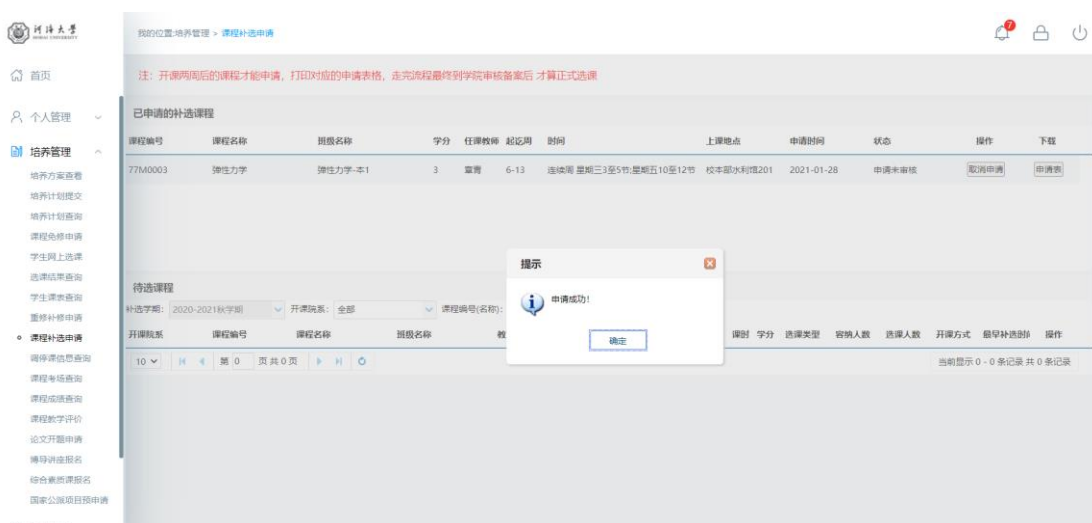 河海大学
HOHAI UNIVERSITY
我的位置:培养管理 > 课程补选申请
7
首页
个人管理
培养管理
培养方案查看
培养计划提交
培养计划查询
课程免修申请
学生网上选课
选课结果查询
学生课表查询
重修补修申请
课程补选申请
调停课信息查询
课程考场查询
课程成绩查询
课程教学评价
论文开题申请
博导讲座报名
综合素质课报名
国家公派项目预申请
注：开课两周后的课程才能申请，打印对应的申请表格，走完流程最终到学院审核备案后 才算正式选课
已申请的补选课程
课程编号 课程名称 班级名称 学分 任课教师 起讫周 时间 上课地点 申请时间 状态 操作 下载
77M0003 弹性力学 弹性力学-本1 3 章青 6-13 连续周 星期三3至5节;星期五10至12节 校本部水利馆201 2021-01-28 申请未审核 取消申请 申请表
待选课程
补选学期: 2020-2021秋学期 开课院系: 全部 课程编号(名称):
开课院系 课程编号 课程名称 班级名称 教 课时 学分 选课类型 容纳人数 选课人数 开课方式 最早补选时 操作
10 第 0 页 共 0 页 当前显示 0 - 0 条记录 共 0 条记录
提示
申请成功!
确定